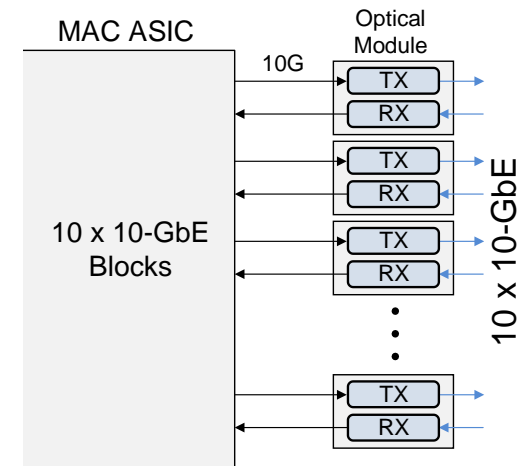 MAC ASIC
Optical
Module
10G
TX
RX
TX
RX
10 x 10-GbE
Blocks
TX
RX
TX
RX
10 x 10-GbE